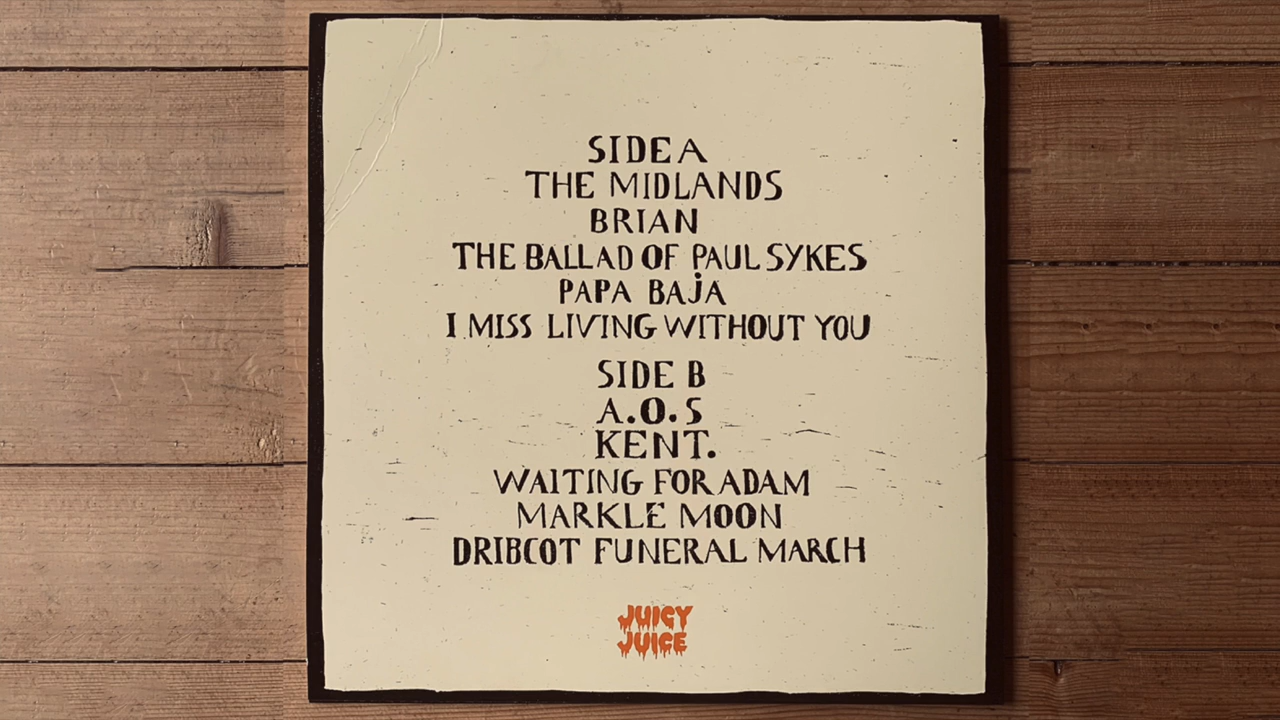 SIDE A
THE MIDLANDS
BRIAN
THE BALLAD OF PAUL SYKES
PAPA BAJA
I MISS LIVING WITHOUT YOU
SIDE B
A.O.S
KENT.
WAITING FOR ADAM
MARKLE MOON
DRIBCOT FUNERAL MARCH
JUICY
JUICE